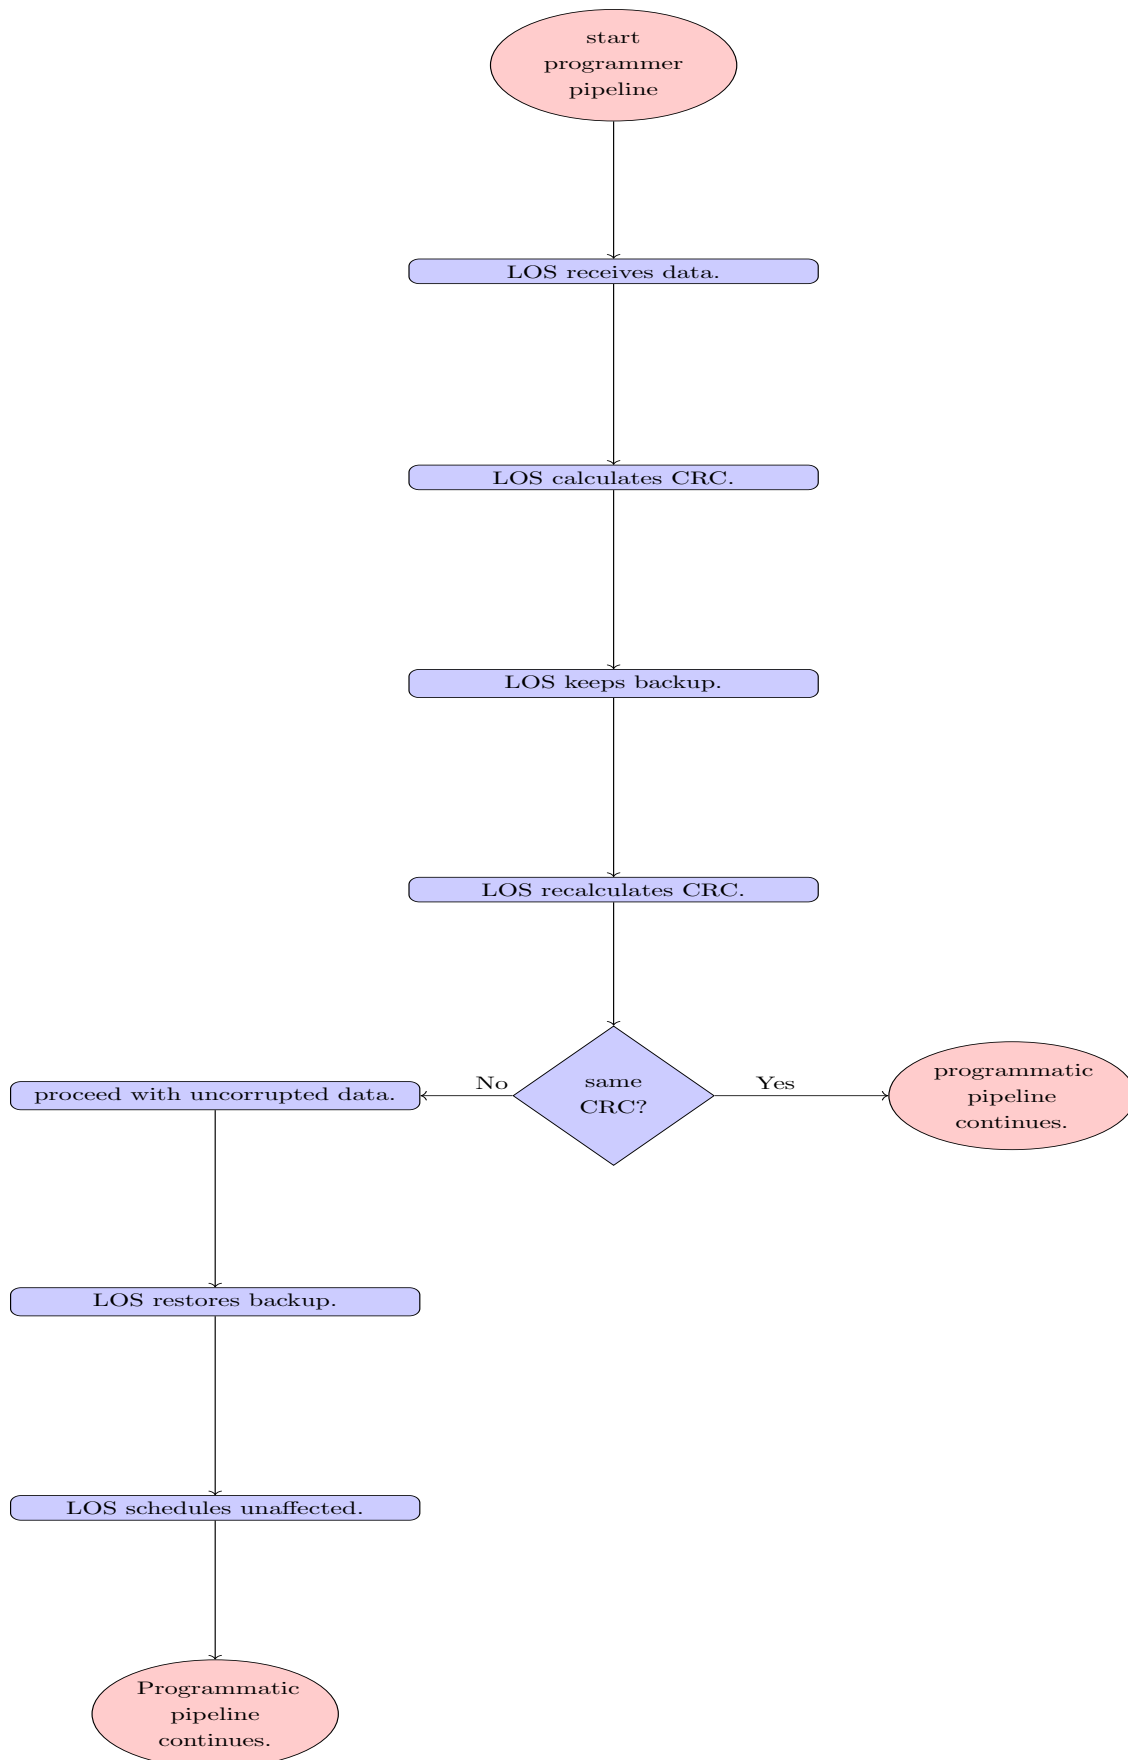 start
programmer
pipeline
LOS receives data.
LOS calculates CRC.
LOS keeps backup.
LOS recalculates CRC.
same
CRC?
No
Yes
proceed with uncorrupted data.
programmatic
pipeline
continues.
LOS restores backup.
LOS schedules unaffected.
Programmatic
pipeline
continues.